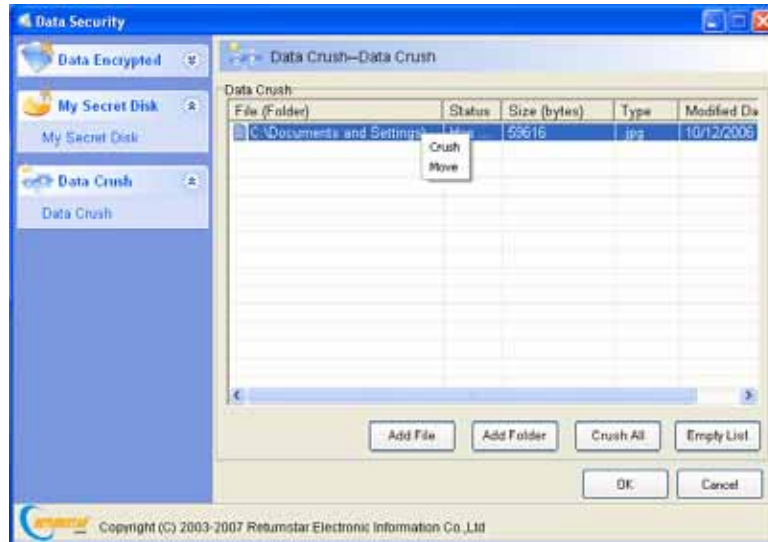 Data Security
Data Encrypted
My Secret Disk
My Secret Disk
Data Crush
Data Crush
Data Crush--Data Crush
Data Crush
File (Folder) Status Size (bytes) Type Modified Da
C:\Documents and Settings\ 59616 jpg 10/12/2006
Crush
Move
Add File Add Folder Crush All Empty List
OK Cancel
RETURNSTAR
Copyright (C) 2003-2007 Returnstar Electronic Information Co.,Ltd